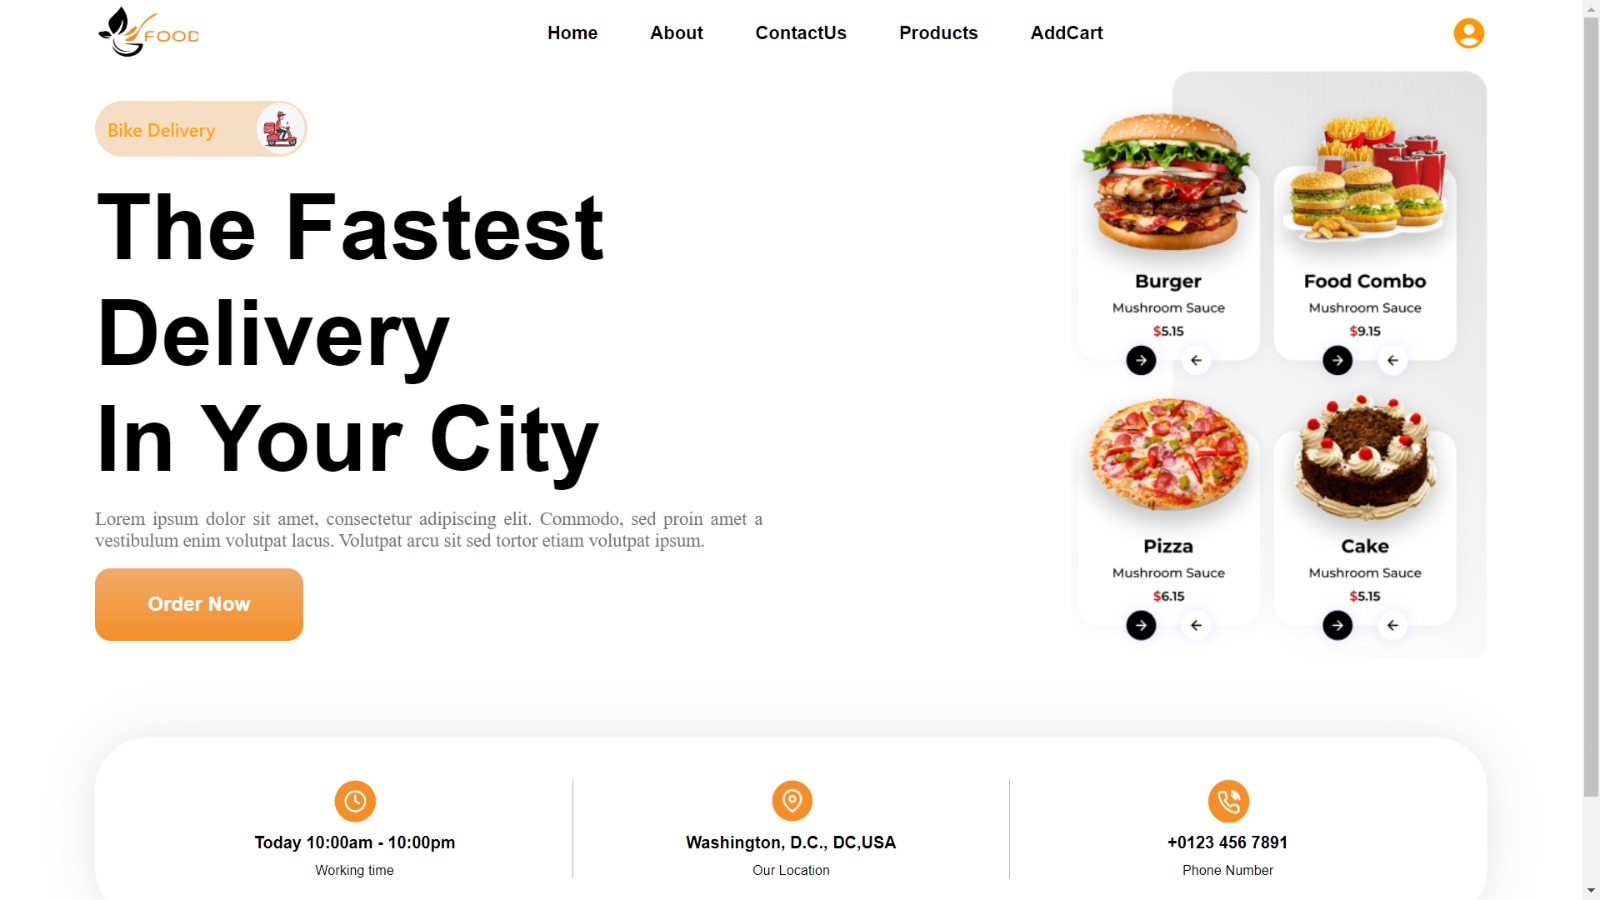 FOOD
Home About ContactUs Products AddCart
Bike Delivery
The Fastest
Delivery
In Your City
Lorem ipsum dolor sit amet, consectetur adipiscing elit. Commodo, sed proin amet a
vestibulum enim volutpat lacus. Volutpat arcu sit sed tortor etiam volutpat ipsum.
Order Now
Burger
Mushroom Sauce
$5.15
Food Combo
Mushroom Sauce
$9.15
Pizza
Mushroom Sauce
$6.15
Cake
Mushroom Sauce
$5.15
Today 10:00am - 10:00pm
Working time
Washington, D.C., DC,USA
Our Location
+0123 456 7891
Phone Number